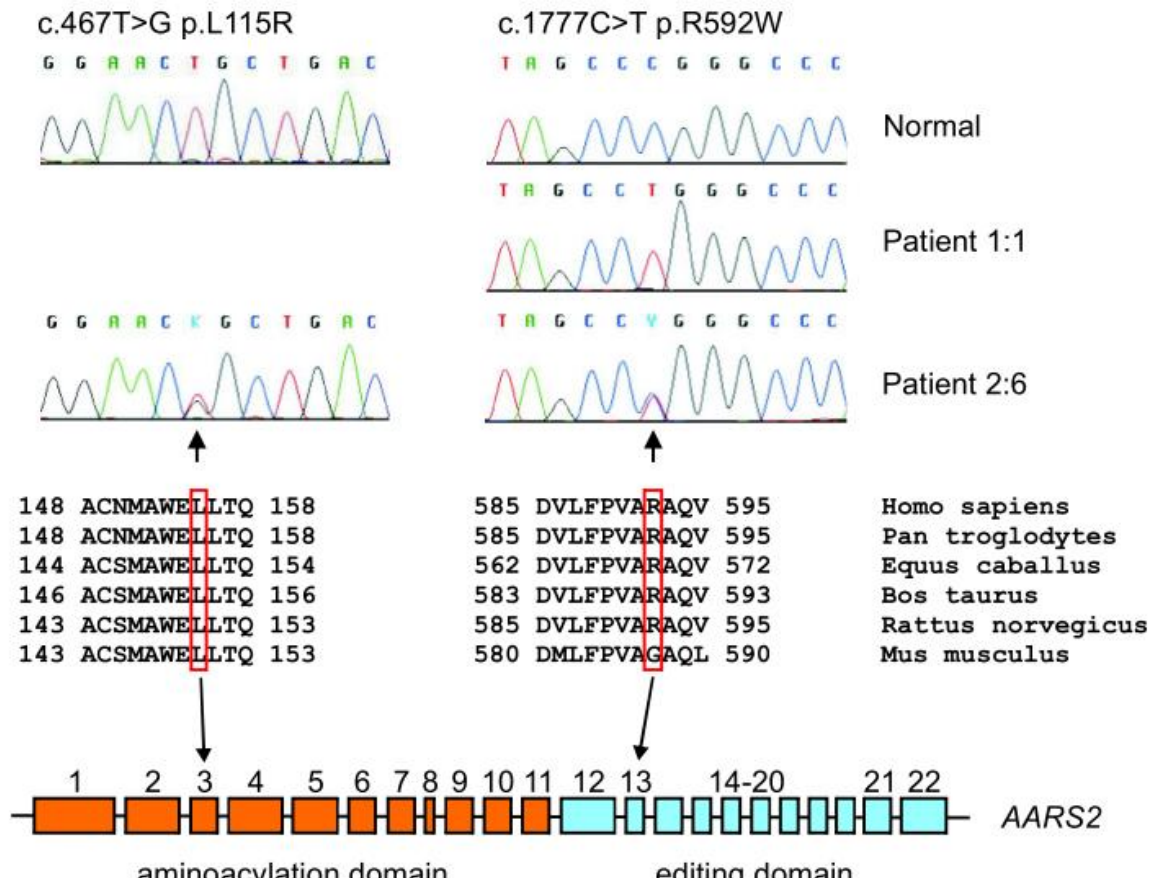 c.467T>G p.L115R
c.1777C>T p.R592W
G G A A C T G C T G A C
T A G C C C G G G C C C
Normal
T A G C C T G G G C C C
Patient 1:1
G G A A C K G C T G A C
T A G C C Y G G G C C C
Patient 2:6
148 ACNMAWELLTQ 158 585 DVLFPVARAQV 595 Homo sapiens
148 ACNMAWELLTQ 158 585 DVLFPVARAQV 595 Pan troglodytes
144 ACSMAWELLTQ 154 562 DVLFPVARAQV 572 Equus caballus
146 ACSMAWELLTQ 156 583 DVLFPVARAQV 593 Bos taurus
143 ACSMAWELLTQ 153 585 DVLFPVARAQV 595 Rattus norvegicus
143 ACSMAWELLTQ 153 580 DMLFPVAGAQL 590 Mus musculus
1 2 3 4 5 6 7 8 9 10 11 12 13 14-20 21 22
AARS2
aminoacylation domain editing domain